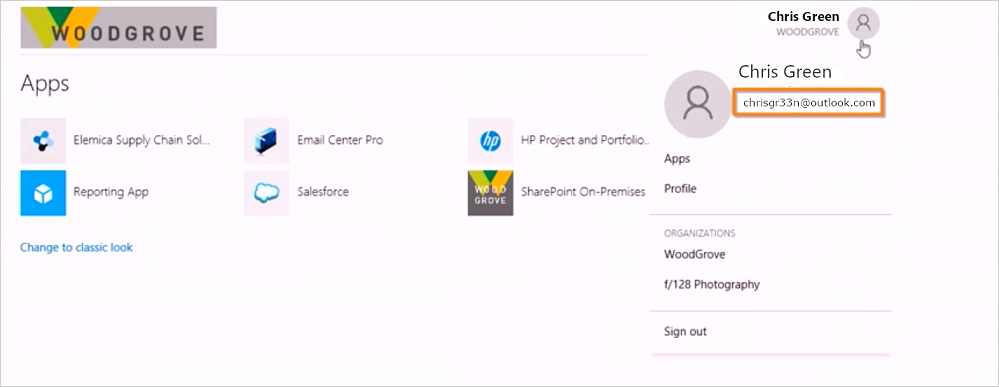 WOODGROVE
Chris Green
WOODGROVE
Apps
Chris Green
chrisgr33n@outlook.com
Elemica Supply Chain Sol...
Email Center Pro
hp
HP Project and Portfolio..
Reporting App
Salesforce
WOOD
GROVE
SharePoint On-Premises
Change to classic look
Apps
Profile
ORGANIZATIONS
WoodGrove
f/128 Photography
Sign out